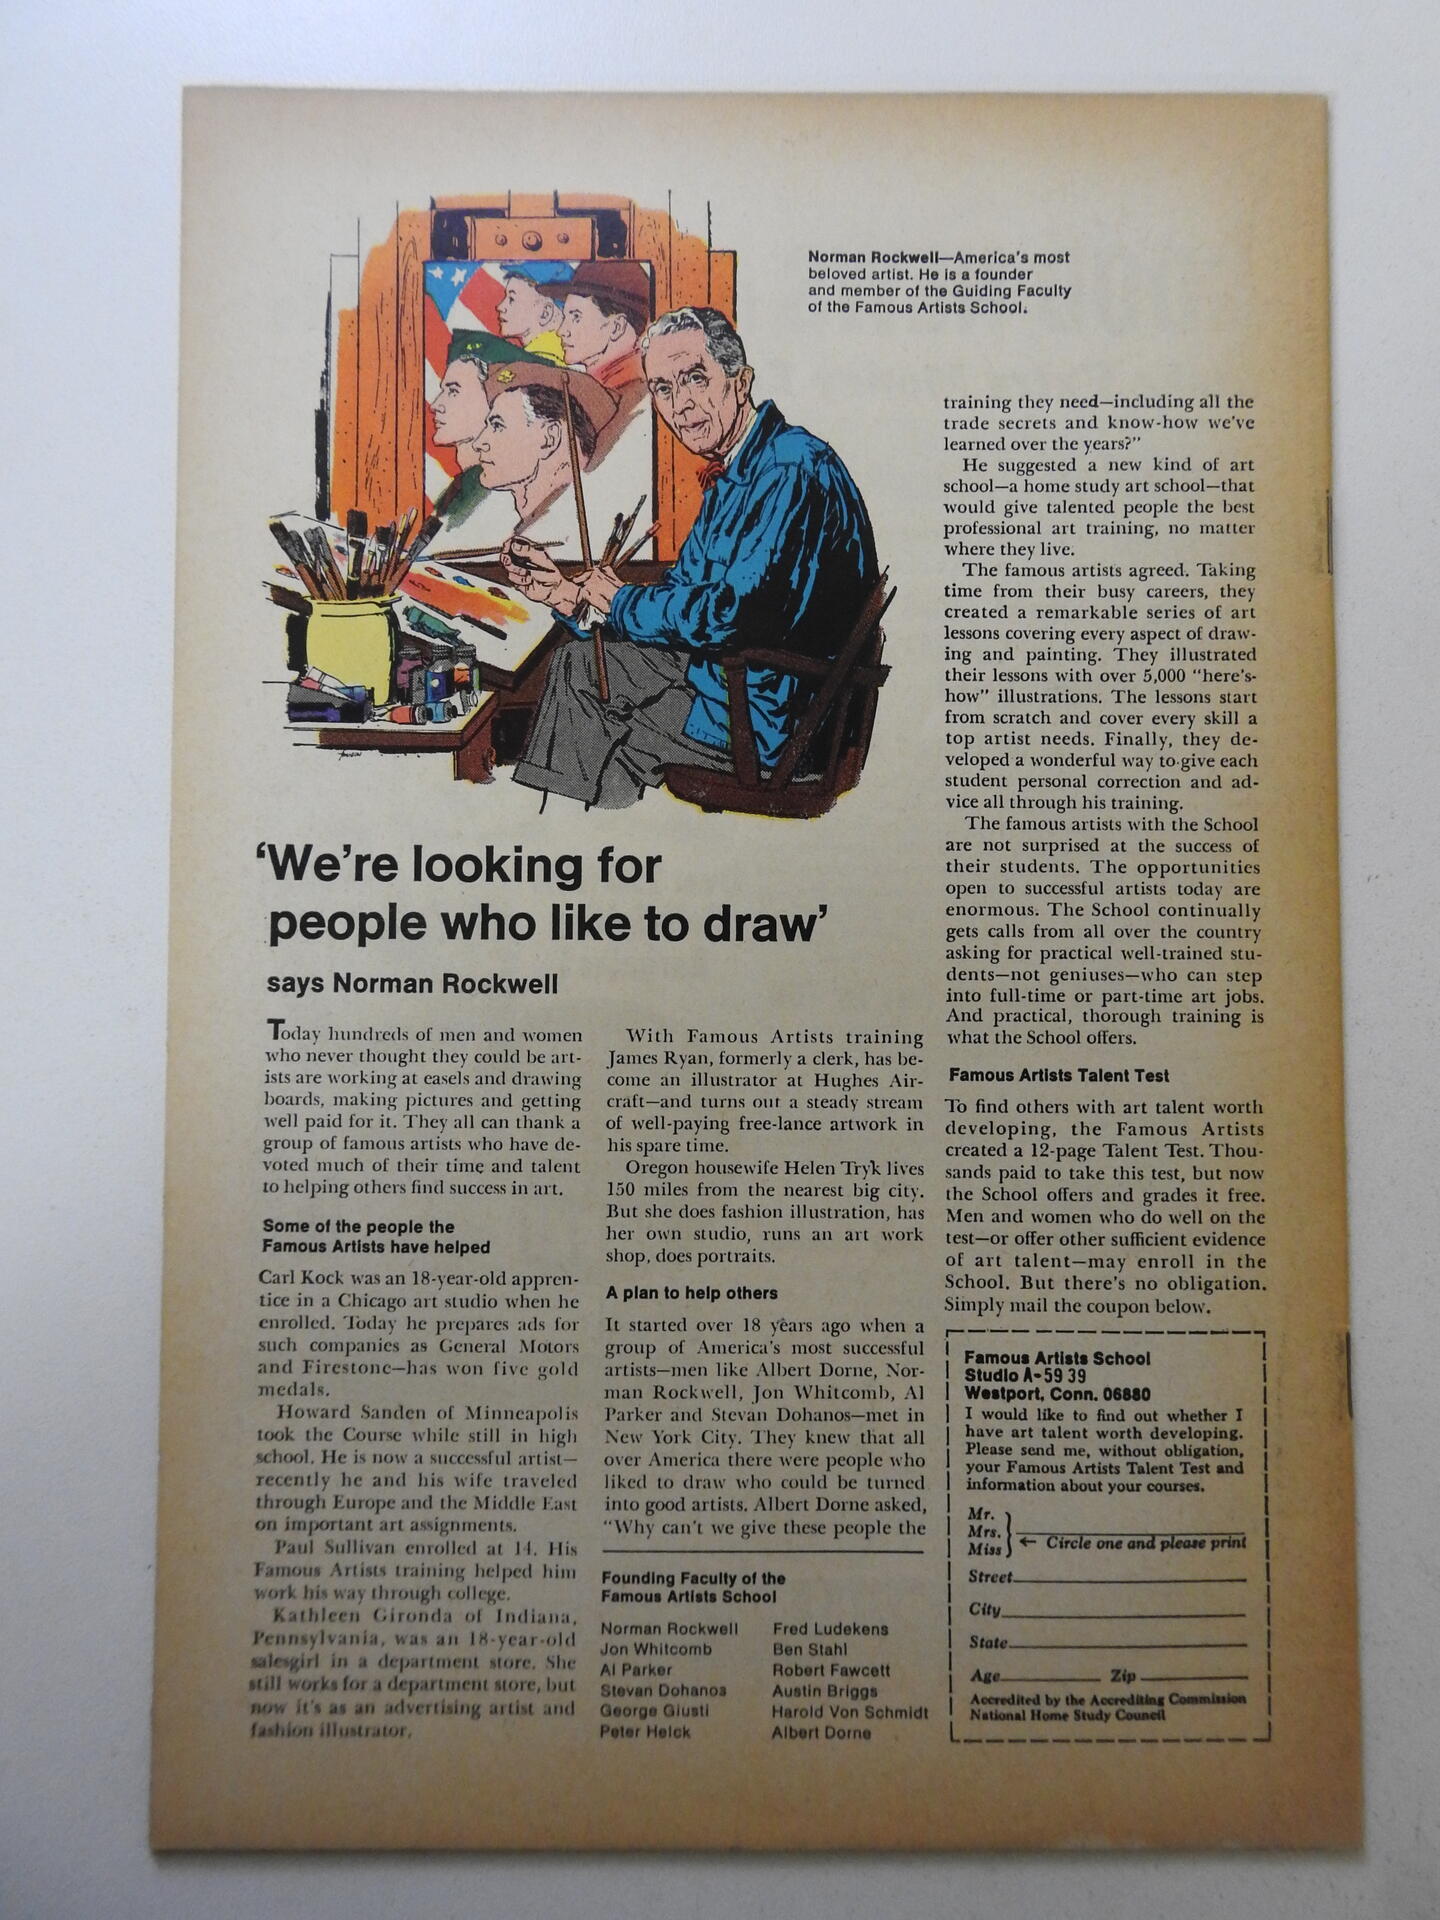 Norman Rockwell—America's most
beloved artist. He is a founder
and member of the Guiding Faculty
of the Famous Artists School.
'We're looking for
people who like to draw'
says Norman Rockwell
Today hundreds of men and women
who never thought they could be art-
ists are working at easels and drawing
boards, making pictures and getting
well paid for it. They all can thank a
group of famous artists who have de-
voted much of their time and talent
to helping others find success in art.
Some of the people the
Famous Artists have helped
Carl Kock was an 18-year-old appren-
tice in a Chicago art studio when he
enrolled. Today he prepares ads for
such companies as General Motors
and Firestone—has won five gold
medals.
Howard Sanden of Minneapolis
took the Course while still in high
school. He is now a successful artist—
recently he and his wife traveled
through Europe and the Middle East
on important art assignments.
Paul Sullivan enrolled at 14. His
Famous Artists training helped him
work his way through college.
Kathleen Gironda of Indiana,
Pennsylvania, was an 18-year-old
salesgirl in a department store. She
still works for a department store, but
now it's as an advertising artist and
fashion illustrator.
With Famous Artists training
James Ryan, formerly a clerk, has be-
come an illustrator at Hughes Air-
craft—and turns out a steady stream
of well-paying free-lance artwork in
his spare time.
Oregon housewife Helen Tryk lives
150 miles from the nearest big city.
But she does fashion illustration, has
her own studio, runs an art work
shop, does portraits.
A plan to help others
It started over 18 years ago when a
group of America's most successful
artists—men like Albert Dorne, Nor-
man Rockwell, Jon Whitcomb, Al
Parker and Stevan Dohanos—met in
New York City. They knew that all
over America there were people who
liked to draw who could be turned
into good artists. Albert Dorne asked,
"Why can't we give these people the
training they need—including all the
trade secrets and know-how we've
learned over the years?"
He suggested a new kind of art
school—a home study art school—that
would give talented people the best
professional art training, no matter
where they live.
The famous artists agreed. Taking
time from their busy careers, they
created a remarkable series of art
lessons covering every aspect of draw-
ing and painting. They illustrated
their lessons with over 5,000 "here's-
how" illustrations. The lessons start
from scratch and cover every skill a
top artist needs. Finally, they de-
veloped a wonderful way to give each
student personal correction and ad-
vice all through his training.
The famous artists with the School
are not surprised at the success of
their students. The opportunities
open to successful artists today are
enormous. The School continually
gets calls from all over the country
asking for practical well-trained stu-
dents—not geniuses—who can step
into full-time or part-time art jobs.
And practical, thorough training is
what the School offers.
Famous Artists Talent Test
To find others with art talent worth
developing, the Famous Artists
created a 12-page Talent Test. Thou-
sands paid to take this test, but now
the School offers and grades it free.
Men and women who do well on the
test—or offer other sufficient evidence
of art talent—may enroll in the
School. But there's no obligation.
Simply mail the coupon below.
Founding Faculty of the
Famous Artists School
Norman Rockwell
Jon Whitcomb
Al Parker
Stevan Dohanos
George Giusti
Peter Helck
Fred Ludekens
Ben Stahl
Robert Fawcett
Austin Briggs
Harold Von Schmidt
Albert Dorne
Famous Artists School
Studio A-59 39
Westport, Conn. 06880
I would like to find out whether I
have art talent worth developing.
Please send me, without obligation,
your Famous Artists Talent Test and
information about your courses.
Mr.
Mrs.
Miss
← Circle one and please print
Street
City
State
Age Zip
Accredited by the Accrediting Commission
National Home Study Council